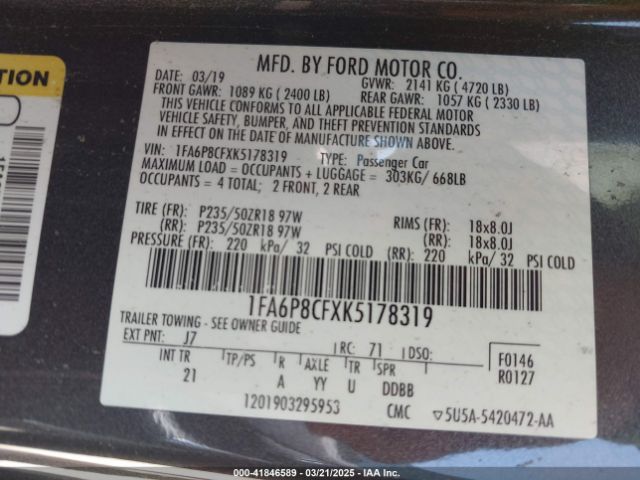 TION
MFD. BY FORD MOTOR CO.
DATE: 03/19 GVWR: 2141 KG ( 4720 LB)
FRONT GAWR: 1089 KG ( 2400 LB) REAR GAWR: 1057 KG ( 2330 LB)
THIS VEHICLE CONFORMS TO ALL APPLICABLE FEDERAL MOTOR
VEHICLE SAFETY, BUMPER, AND THEFT PREVENTION STANDARDS
IN EFFECT ON THE DATE OF MANUFACTURE SHOWN ABOVE.
VIN: 1FA6P8CFXK5178319 TYPE: Passenger Car
MAXIMUM LOAD = OCCUPANTS + LUGGAGE = 303KG/ 668LB
OCCUPANTS = 4 TOTAL; 2 FRONT, 2 REAR
TIRE (FR): P235/50ZR18 97W RIMS (FR): 18x8.0J
(RR): P235/50ZR18 97W (RR): 18x8.0J
PRESSURE (FR): 220 kPa/ 32 PSI COLD (RR): 220 kPa/ 32 PSI COLD
1FA6P8CFXK5178319
TRAILER TOWING - SEE OWNER GUIDE
EXT PNT: J7 RC: 71 DSO: F0146
INT TR TP/PS R AXLE TR SPR R0127
21 A YY U DDBB
1201903295953 CMC ▽5U5A-5420472-AA
000-41846589 — 03/21/2025 — IAA Inc.